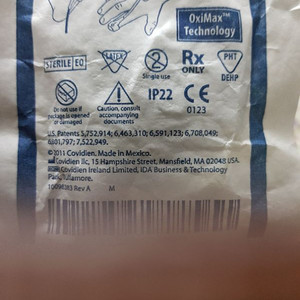 OxiMax™
Technology
STERILE EO
LATEX
2
Single use
Rx
ONLY
PHT
DEHP
Do not use if
package is opened
or damaged
Caution, consult
accompanying
documents
IP22
CE
0123
U.S. Patents 5,752,914; 6,463,310; 6,591,123; 6,708,049;
7,522,949.
©2011 Covidien. Made in Mexico.
Covidien llc, 15 Hampshire Street, Mansfield, MA 02048 USA.
Covidien Ireland Limited, IDA Business & Technology
Park, Tullamore.
Rev A M